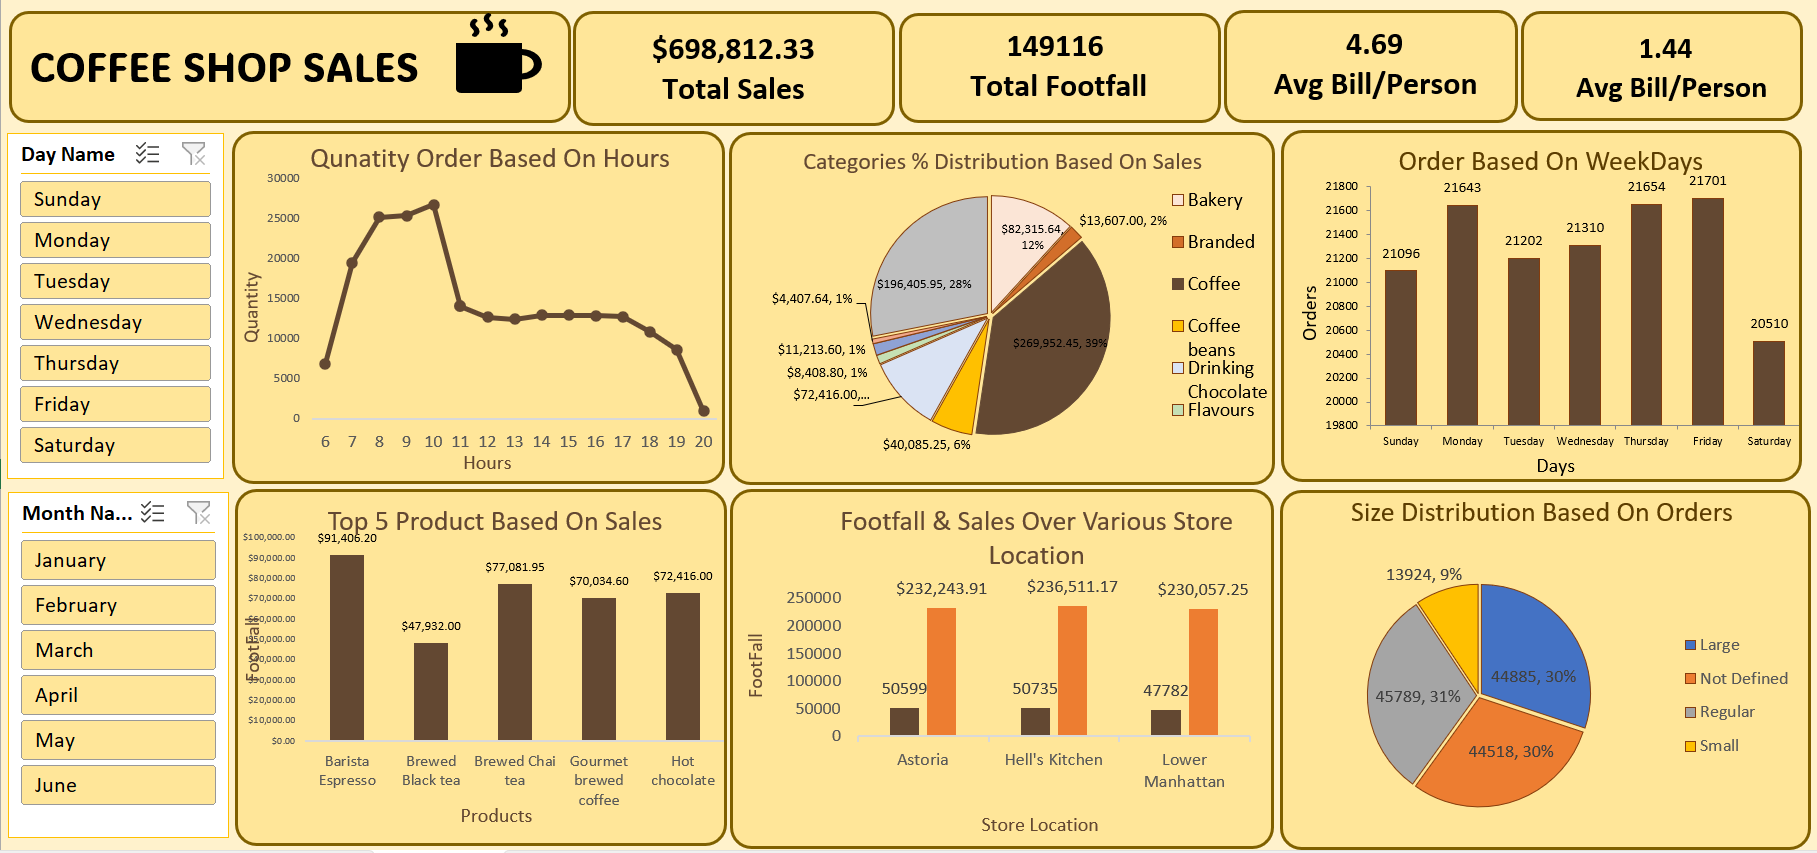 COFFEE SHOP SALES
$698,812.33
Total Sales
149116
Total Footfall
4.69
Avg Bill/Person
1.44
Avg Bill/Person
Day Name
Sunday
Monday
Tuesday
Wednesday
Thursday
Friday
Saturday
Qunatity Order Based On Hours
30000
25000
20000
15000
10000
5000
0
Quantity
6 7 8 9 10 11 12 13 14 15 16 17 18 19 20
Hours
Categories % Distribution Based On Sales
$82,315.64,
12%
$13,607.00, 2%
$196,405.95, 28%
$4,407.64, 1%
$269,952.45, 39%
$11,213.60, 1%
$8,408.80, 1%
$72,416.00,...
$40,085.25, 6%
Bakery
Branded
Coffee
Coffee
beans
Drinking
Chocolate
Flavours
Order Based On WeekDays
21800
21600
21400
21200
21000
20800
20600
20400
20200
20000
19800
Orders
21096
21643
21202
21310
21654
21701
20510
Sunday Monday Tuesday Wednesday Thursday Friday Saturday
Days
Month Na...
January
February
March
April
May
June
Top 5 Product Based On Sales
$100,000.00
$90,000.00
$80,000.00
$70,000.00
$60,000.00
$50,000.00
$40,000.00
$30,000.00
$20,000.00
$10,000.00
$0.00
FootFall
$91,406.20
$47,932.00
$77,081.95
$70,034.60
$72,416.00
Barista
Espresso
Brewed
Black tea
Brewed Chai
tea
Gourmet
brewed
coffee
Hot
chocolate
Products
Footfall & Sales Over Various Store
Location
250000
200000
150000
100000
50000
0
FootFall
$232,243.91
$236,511.17
$230,057.25
50599
50735
47782
Astoria
Hell's Kitchen
Lower
Manhattan
Store Location
Size Distribution Based On Orders
13924, 9%
44885, 30%
45789, 31%
44518, 30%
Large
Not Defined
Regular
Small